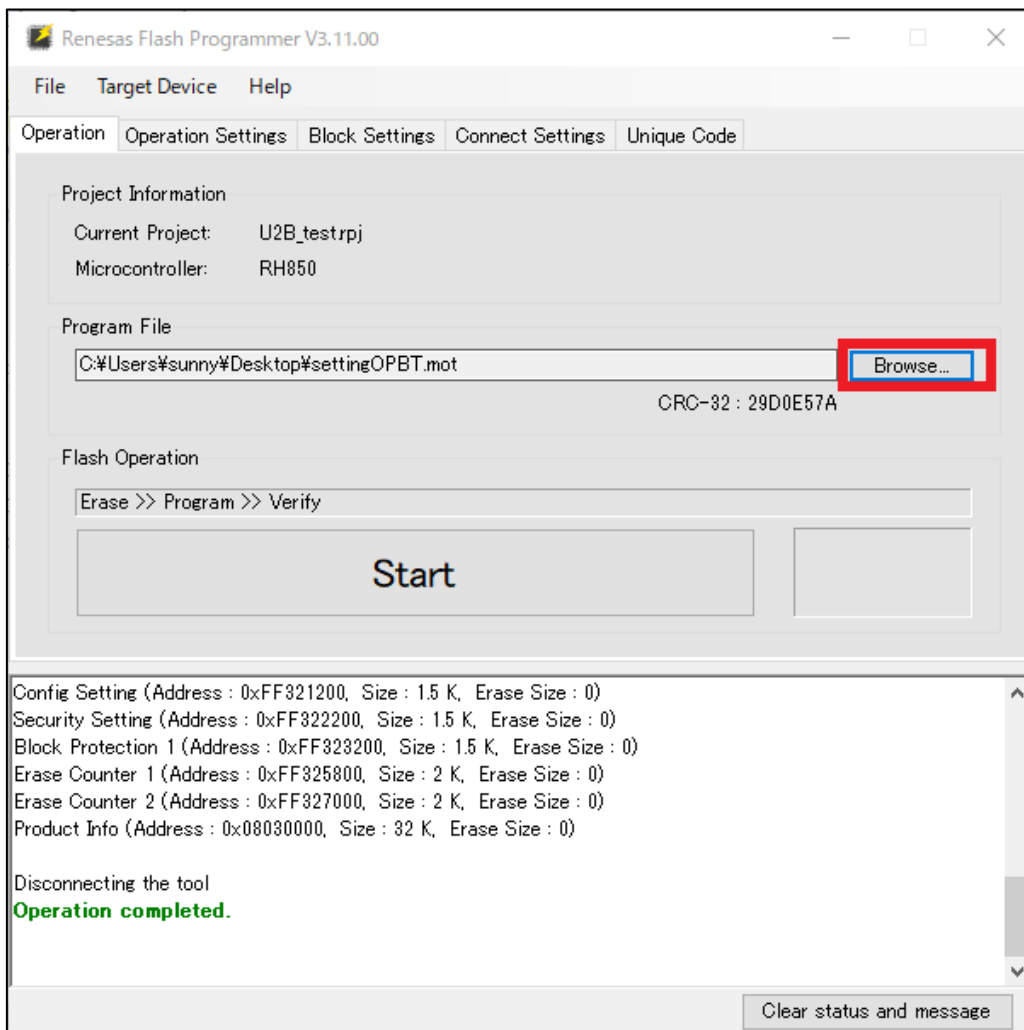 Renesas Flash Programmer V3.11.00
File Target Device Help
Operation Operation Settings Block Settings Connect Settings Unique Code
Project Information
Current Project: U2B_test.rpj
Microcontroller: RH850
Program File
C:¥Users¥sunny¥Desktop¥settingOPBT.mot Browse...
CRC-32 : 29D0E57A
Flash Operation
Erase >> Program >> Verify
Start
Config Setting (Address : 0xFF321200, Size : 1.5 K, Erase Size : 0)
Security Setting (Address : 0xFF322200, Size : 1.5 K, Erase Size : 0)
Block Protection 1 (Address : 0xFF323200, Size : 1.5 K, Erase Size : 0)
Erase Counter 1 (Address : 0xFF325800, Size : 2 K, Erase Size : 0)
Erase Counter 2 (Address : 0xFF327000, Size : 2 K, Erase Size : 0)
Product Info (Address : 0x08030000, Size : 32 K, Erase Size : 0)
Disconnecting the tool
Operation completed.
Clear status and message